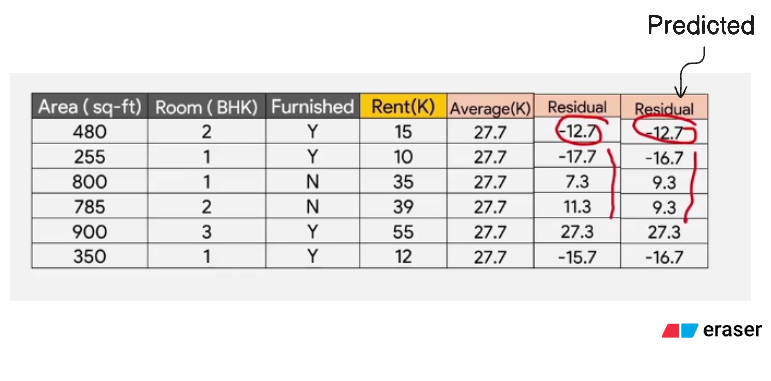 Predicted
Area ( sq-ft) Room ( BHK) Furnished Rent(K) Average(K) Residual Residual
480 2 Y 15 27.7 -12.7 -12.7
255 1 Y 10 27.7 -17.7 -16.7
800 1 N 35 27.7 7.3 9.3
785 2 N 39 27.7 11.3 9.3
900 3 Y 55 27.7 27.3 27.3
350 1 Y 12 27.7 -15.7 -16.7
eraser